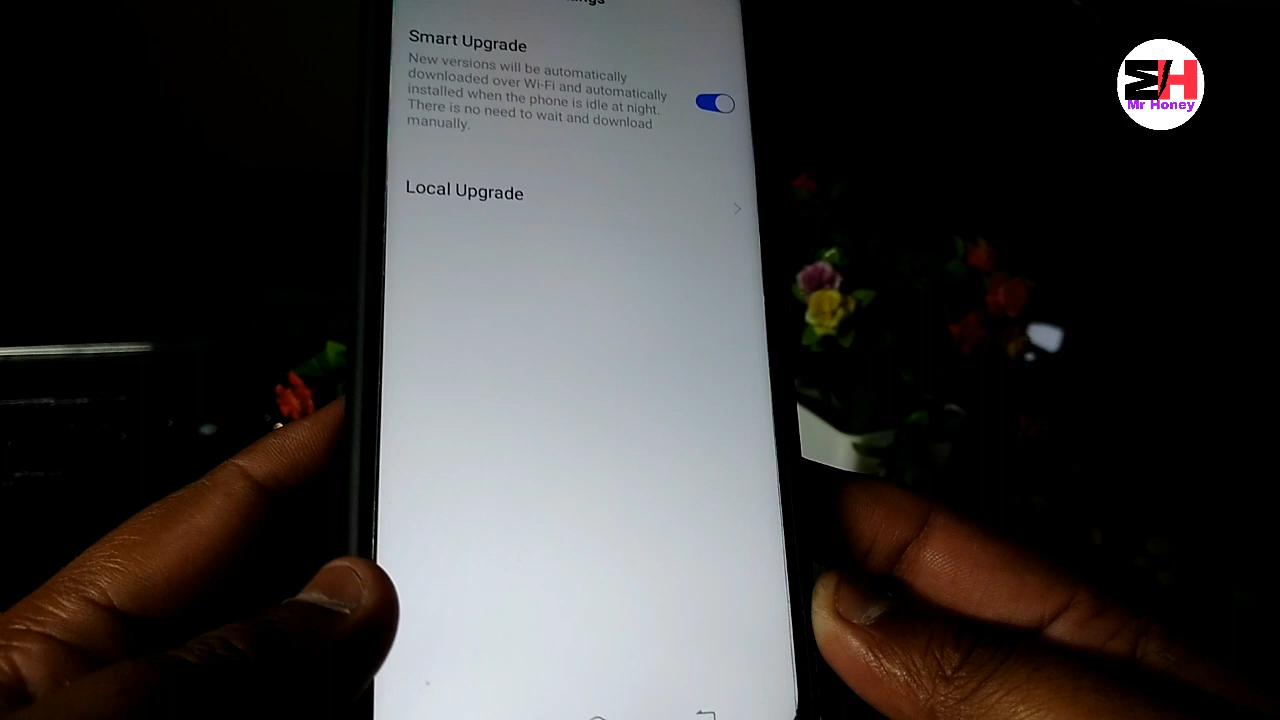 Smart Upgrade
New versions will be automatically
downloaded over Wi-Fi and automatically
installed when the phone is idle at night.
There is no need to wait and download
manually.
Local Upgrade
MH
Mr Honey